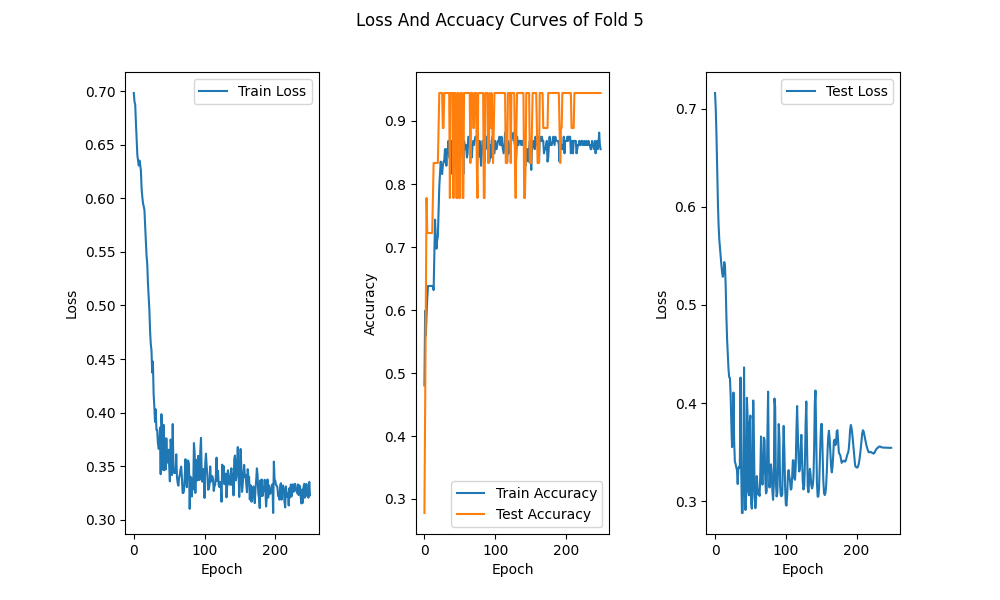 Loss And Accuacy Curves of Fold 5
Train Loss
0.70
0.65
0.60
0.55
0.50
0.45
0.40
0.35
0.30
Loss
0
100
200
Epoch
0.9
0.8
0.7
0.6
0.5
0.4
0.3
Accuracy
Train Accuracy
Test Accuracy
0
100
200
Epoch
Test Loss
0.7
0.6
0.5
0.4
0.3
Loss
0
100
200
Epoch